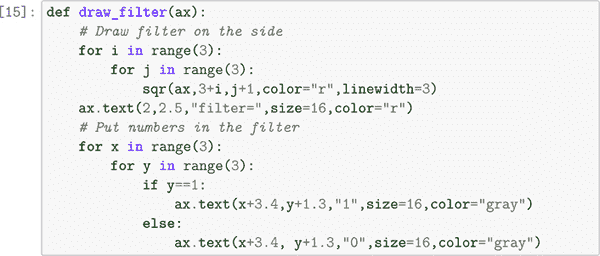 [15]: def draw_filter(ax):
    # Draw filter on the side
    for i in range(3):
        for j in range(3):
            sqr(ax,3+i,j+1,color="r",linewidth=3)
    ax.text(2,2.5,"filter=",size=16,color="r")
    # Put numbers in the filter
    for x in range(3):
        for y in range(3):
            if y==1:
                ax.text(x+3.4,y+1.3,"1",size=16,color="gray")
            else:
                ax.text(x+3.4, y+1.3,"0",size=16,color="gray")